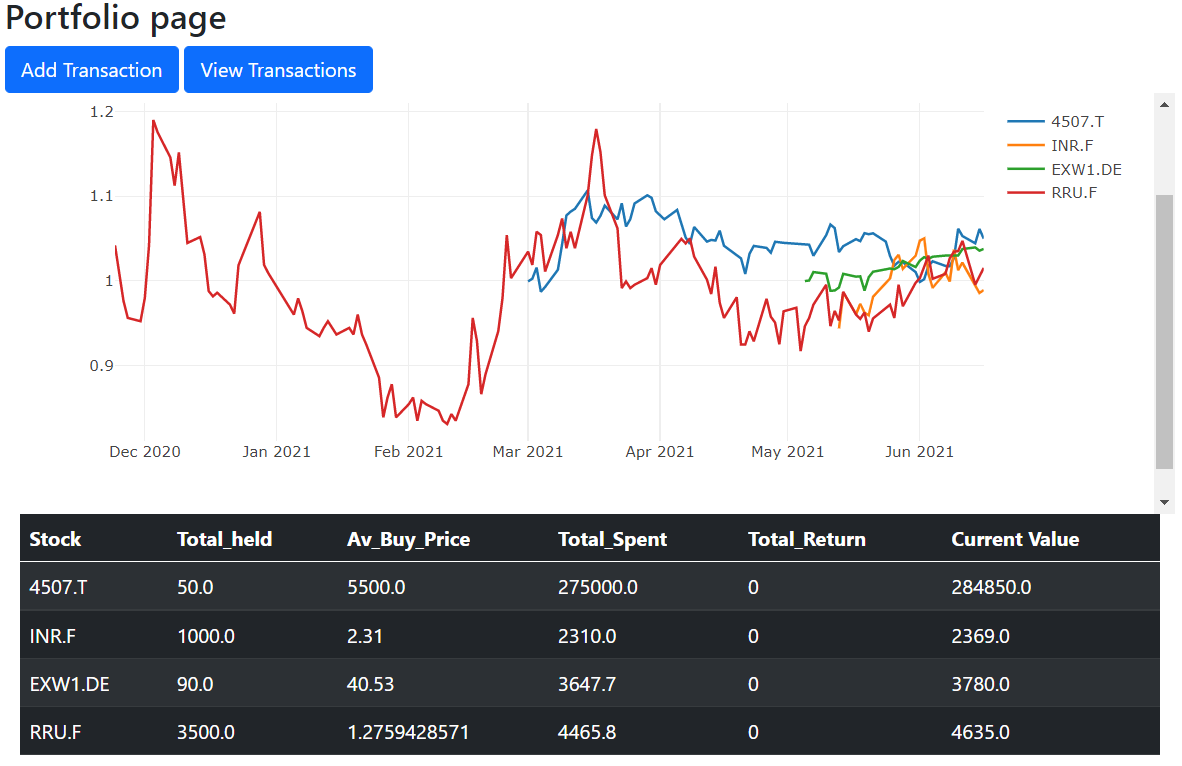 Portfolio page
Add Transaction View Transactions
1.2
1.1
1
0.9
Dec 2020 Jan 2021 Feb 2021 Mar 2021 Apr 2021 May 2021 Jun 2021
4507.T
INR.F
EXW1.DE
RRU.F
Stock Total_held Av_Buy_Price Total_Spent Total_Return Current Value
4507.T 50.0 5500.0 275000.0 0 284850.0
INR.F 1000.0 2.31 2310.0 0 2369.0
EXW1.DE 90.0 40.53 3647.7 0 3780.0
RRU.F 3500.0 1.2759428571 4465.8 0 4635.0